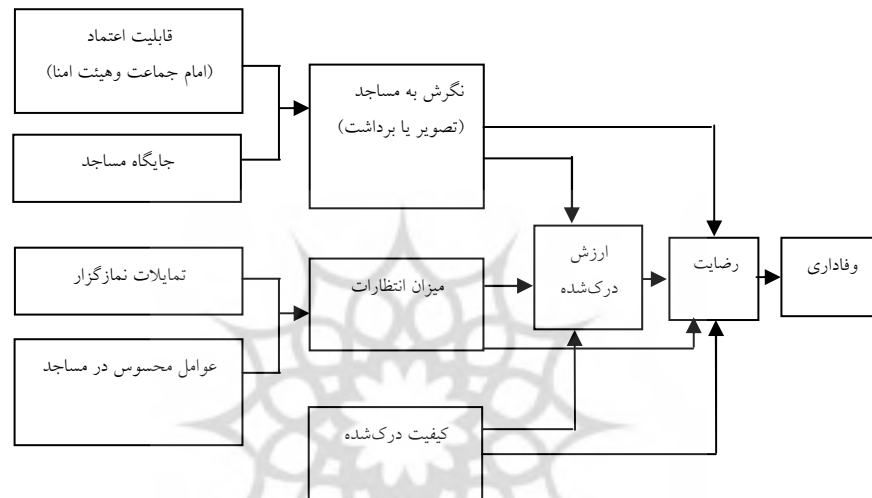 قابلیت اعتماد
(امام جماعت وهیئت امنا)
جایگاه مساجد
نگرش به مساجد
(تصویر یا برداشت)
تمایلات نمازگزار
عوامل محسوس در مساجد
میزان انتظارات
کیفیت درک‌شده
ارزش
درک‌شده
رضایت
وفاداری